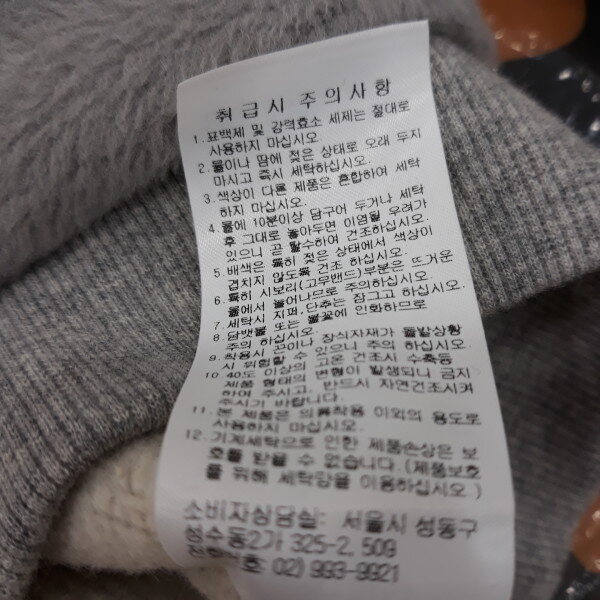 취 급 시 주 의 사 항
1. 표백제 및 강력효소 세제는 절대로
사용하지 마십시오
2. 물이나 땀에 젖은 상태로 오래 두지
마시고 즉시 세탁하십시오.
3. 색상이 다른 제품은 혼합하여 세탁
하지 마십시오.
4. 물에 10분이상 담구어 두거나 세탁
후 그대로 놓아두면 이염될 우려가
있으니 곧 탈수하여 건조하십시오.
5. 배색은 특히 젖은 상태에서 색상이
겹치지 않도록 건조 하십시오.
6. 특히 시보리(고무밴드)부분은 뜨거운
물에서 늘어나므로 주의하십시오.
7. 세탁시 지퍼,단추는 잠그고 하십시오.
8. 담뱃불 또는 불꽃에 인화하므로
주의 하십시오.
9. 착용시 끈이나 장식자재가 돌발상황
시 위험할 수 있으니 주의 하십시오.
10. 40도 이상의 고온 건조시 수축등
제품 형태의 변형이 발생되니 금지
하여 주시고, 반드시 자연건조시켜
주시기 바랍니다.
11. 본 제품은 의류착용 이외의 용도로
사용하지 마십시오.
12. 기계세탁으로 인한 제품손상은 보
호를 받을 수 없습니다.(제품보호
를 위해 세탁망을 이용하십시오.)
소비자상담실: 서울시 성동구
성수동2가 325-2. 509
전화번호 02) 993-9921